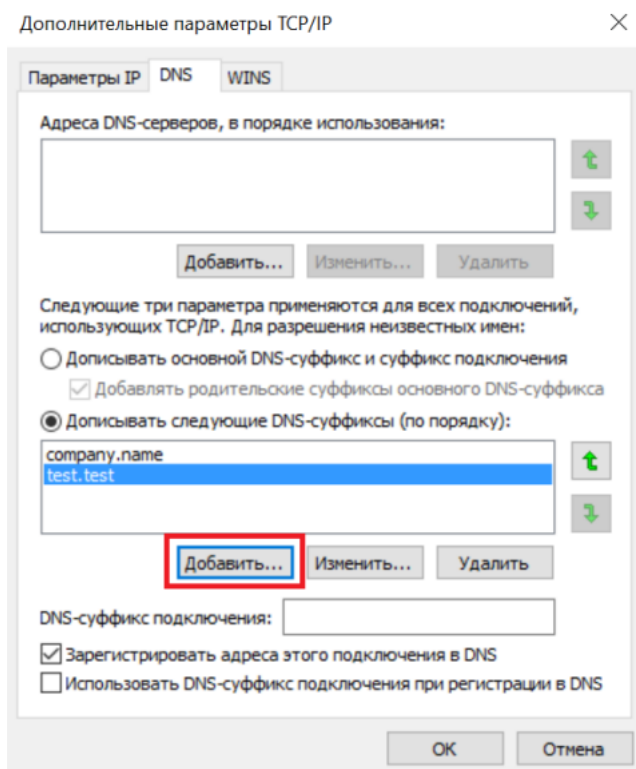 Дополнительные параметры TCP/IP
Параметры IP DNS WINS
Адреса DNS-серверов, в порядке использования:
Добавить... Изменить... Удалить
Следующие три параметра применяются для всех подключений,
использующих TCP/IP. Для разрешения неизвестных имен:
Дописывать основной DNS-суффикс и суффикс подключения
Добавлять родительские суффиксы основного DNS-суффикса
Дописывать следующие DNS-суффиксы (по порядку):
company.name
test.test
Добавить... Изменить... Удалить
DNS-суффикс подключения:
Зарегистрировать адреса этого подключения в DNS
Использовать DNS-суффикс подключения при регистрации в DNS
OK Отмена